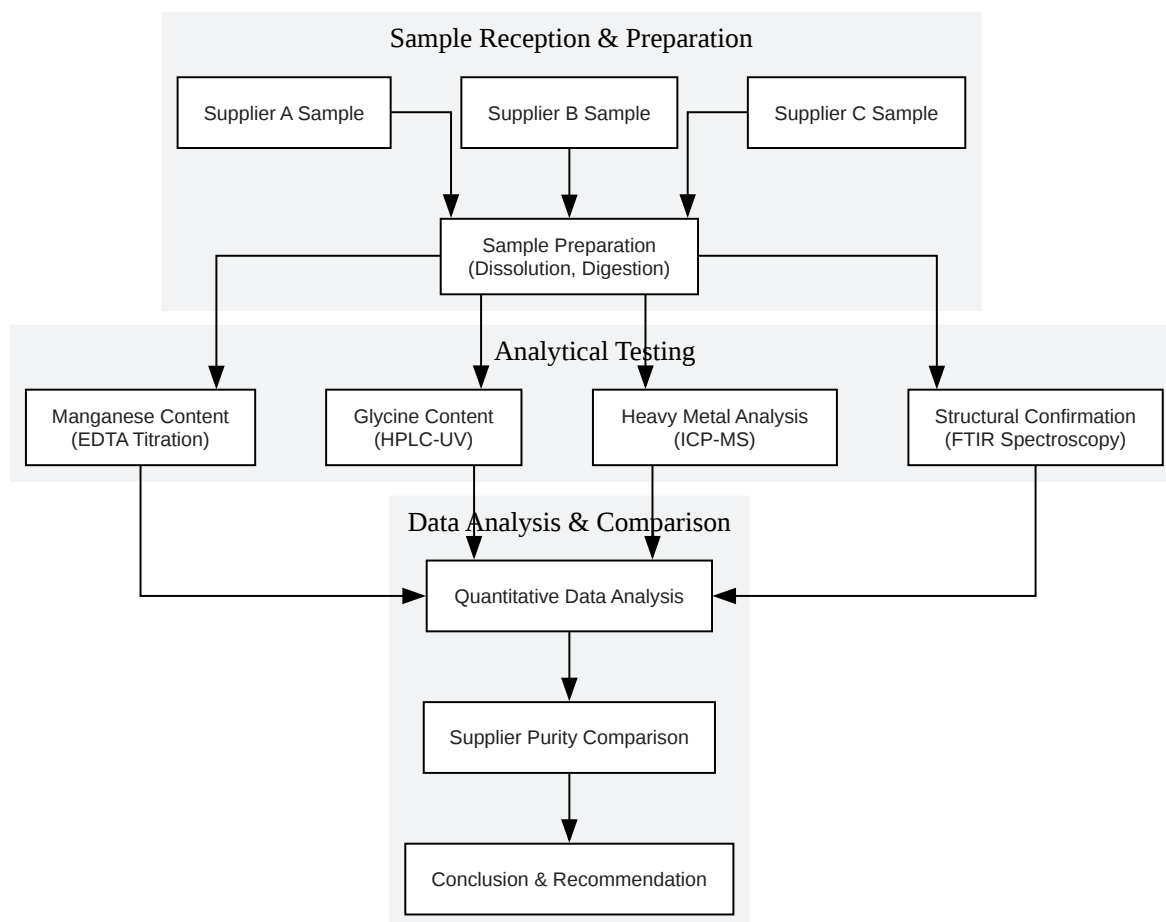 Sample Reception & Preparation
Supplier A Sample
Supplier B Sample
Supplier C Sample
Sample Preparation
(Dissolution, Digestion)
Analytical Testing
Manganese Content
(EDTA Titration)
Glycine Content
(HPLC-UV)
Heavy Metal Analysis
(ICP-MS)
Structural Confirmation
(FTIR Spectroscopy)
Data Analysis & Comparison
Quantitative Data Analysis
Supplier Purity Comparison
Conclusion & Recommendation